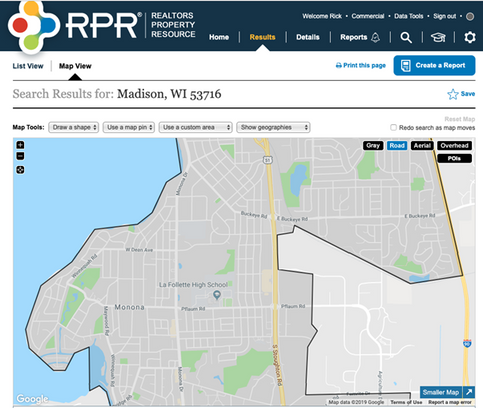 RPR® REALTORS PROPERTY RESOURCE
Welcome Rick • Commercial • Data Tools • Sign out •
Home Results Details Reports
List View Map View
Print this page
Create a Report
Search Results for: Madison, WI 53716
Save
Reset Map
Map Tools: Draw a shape Use a map pin Use a custom area Show geographies
Redo search as map moves
Gray Road Aerial Overhead
POIs
51
Monona Dr
Buckeye Rd
E Buckeye Rd
W Dean Ave
La Follette High School
Monona
Pflaum Rd
Pflaum Rd
S Stoughton Rd
Monona Dr
Smaller Map
Google
Map data ©2019 Google Terms of Use Report a map error